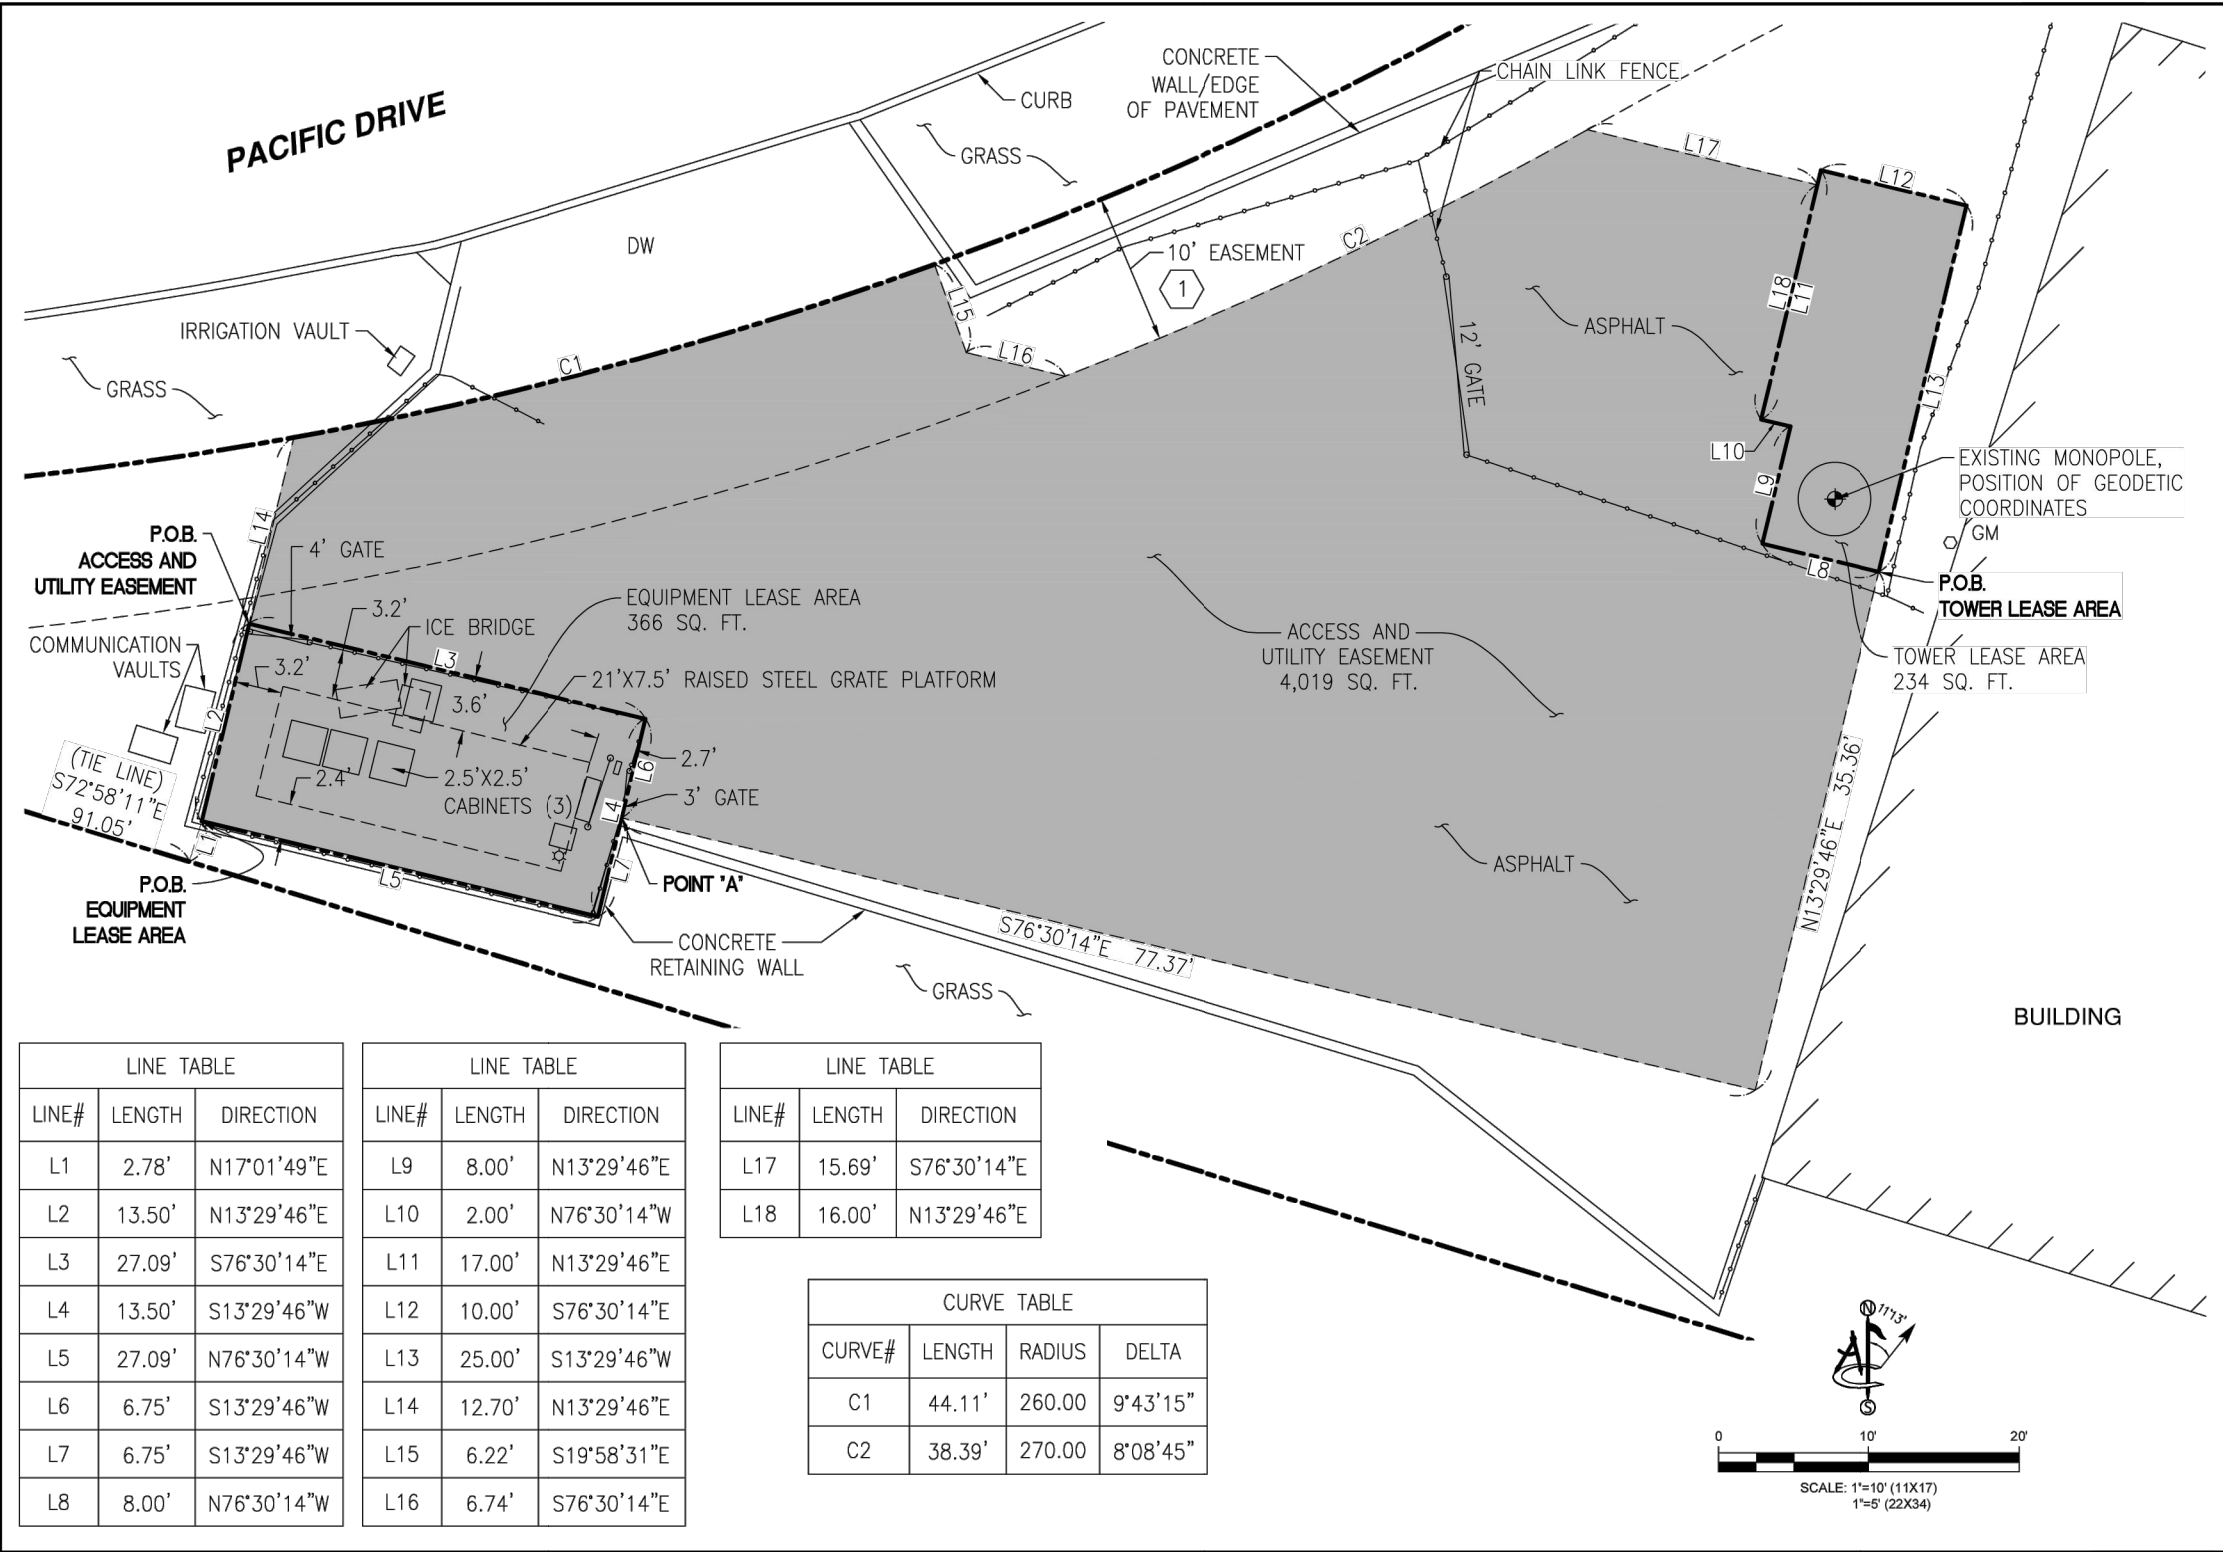 PACIFIC DRIVE
CONCRETE
WALL/EDGE
OF PAVEMENT
CHAIN LINK FENCE
CURB
GRASS
L17
L12
DW
10' EASEMENT
1
C2
L18
L11
L15
IRRIGATION VAULT
L16
C1
ASPHALT
12' GATE
GRASS
L13
L10
L9
EXISTING MONOPOLE,
POSITION OF GEODETIC
COORDINATES
GM
L14
P.O.B.
ACCESS AND
UTILITY EASEMENT
4' GATE
L8
P.O.B.
TOWER LEASE AREA
3.2'
EQUIPMENT LEASE AREA
366 SQ. FT.
ICE BRIDGE
ACCESS AND
UTILITY EASEMENT
4,019 SQ. FT.
COMMUNICATION
VAULTS
L3
TOWER LEASE AREA
234 SQ. FT.
3.2'
21'X7.5' RAISED STEEL GRATE PLATFORM
3.6'
L2
2.7'
L6
(TIE LINE)
S72°58'11"E
91.05'
2.4'
2.5'X2.5'
CABINETS (3)
3' GATE
L4
N13°29'46"E 35.36'
L1
L5
L7
POINT "A"
ASPHALT
P.O.B.
EQUIPMENT
LEASE AREA
CONCRETE
RETAINING WALL
S76°30'14"E 77.37'
GRASS
BUILDING
LINE TABLE
LINE# LENGTH DIRECTION
L1 2.78' N17°01'49"E
L2 13.50' N13°29'46"E
L3 27.09' S76°30'14"E
L4 13.50' S13°29'46"W
L5 27.09' N76°30'14"W
L6 6.75' S13°29'46"W
L7 6.75' S13°29'46"W
L8 8.00' N76°30'14"W
LINE TABLE
LINE# LENGTH DIRECTION
L9 8.00' N13°29'46"E
L10 2.00' N76°30'14"W
L11 17.00' N13°29'46"E
L12 10.00' S76°30'14"E
L13 25.00' S13°29'46"W
L14 12.70' N13°29'46"E
L15 6.22' S19°58'31"E
L16 6.74' S76°30'14"E
LINE TABLE
LINE# LENGTH DIRECTION
L17 15.69' S76°30'14"E
L18 16.00' N13°29'46"E
CURVE TABLE
CURVE# LENGTH RADIUS DELTA
C1 44.11' 260.00 9°43'15"
C2 38.39' 270.00 8°08'45"
N
11°13'
S
0 10' 20'
SCALE: 1"=10' (11X17)
1"=5' (22X34)